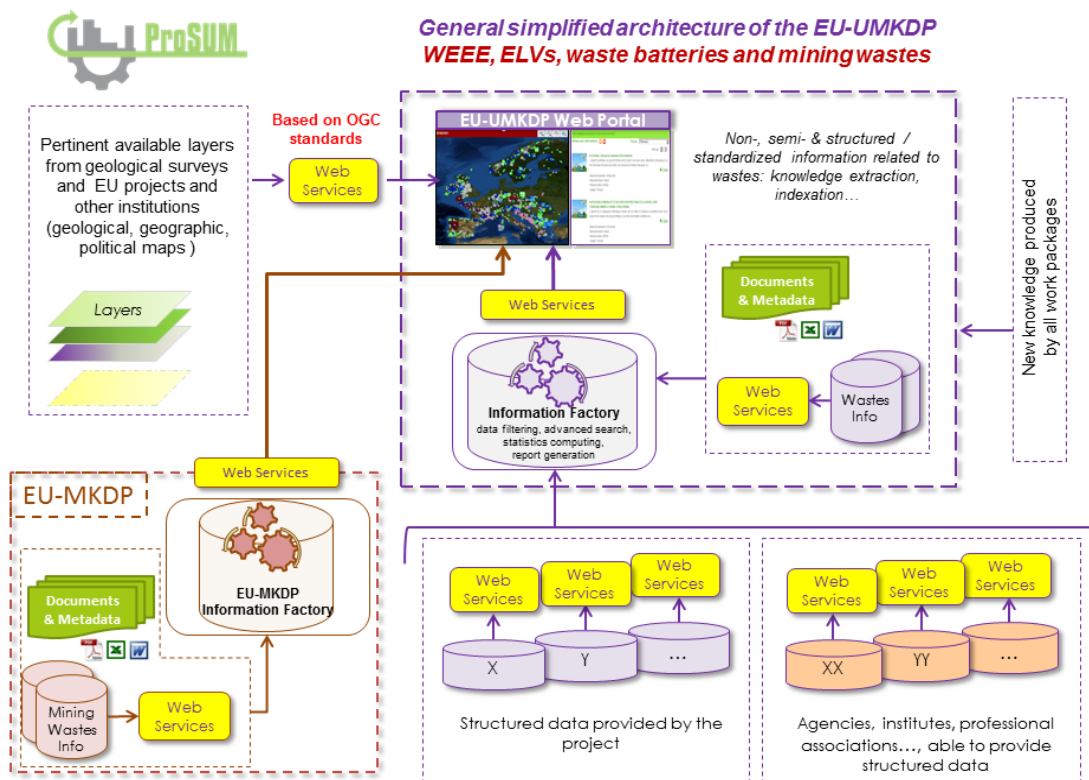 ProSUM
General simplified architecture of the EU-UMKDP
WEEE, ELVs, waste batteries and mining wastes
Pertinent available layers
from geological surveys
and EU projects and
other institutions
(geological, geographic,
political maps )
Layers
Based on OGC
standards
Web
Services
EU-UMKDP Web Portal
Non-, semi- & structured /
standardized information related to
wastes: knowledge extraction,
indexation…
Documents
& Metadata
Web
Services
Wastes
Info
New knowledge produced
by all work packages
Web Services
Information Factory
data filtering, advanced search,
statistics computing,
report generation
Web Services
EU-MKDP
EU-MKDP
Information Factory
Documents
& Metadata
Mining
Wastes
Info
Web
Services
Web
Services
Web
Services
Web
Services
X
Y
...
Structured data provided by the
project
Web
Services
Web
Services
Web
Services
XX
YY
...
Agencies, institutes, professional
associations…, able to provide
structured data